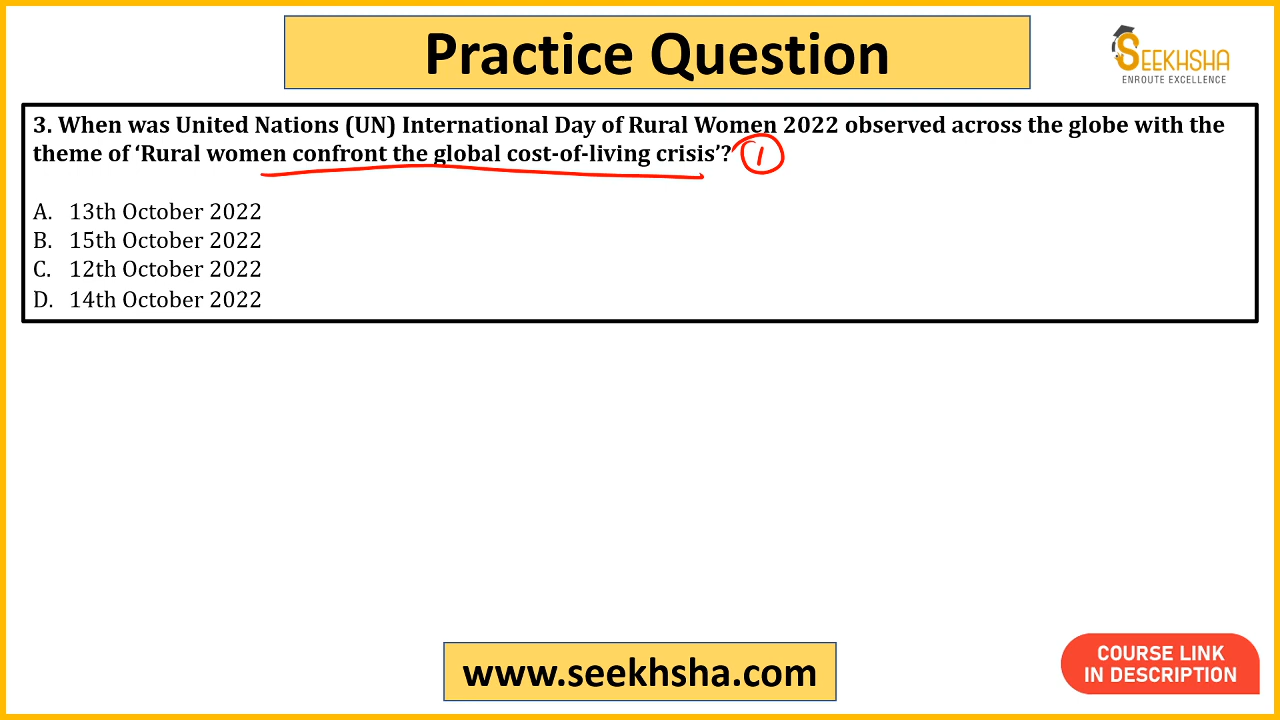 Practice Question
SEEKHSHA
ENROUTE EXCELLENCE
3. When was United Nations (UN) International Day of Rural Women 2022 observed across the globe with the
theme of ‘Rural women confront the global cost-of-living crisis’? 1
A. 13th October 2022
B. 15th October 2022
C. 12th October 2022
D. 14th October 2022
www.seekhsha.com
COURSE LINK
IN DESCRIPTION